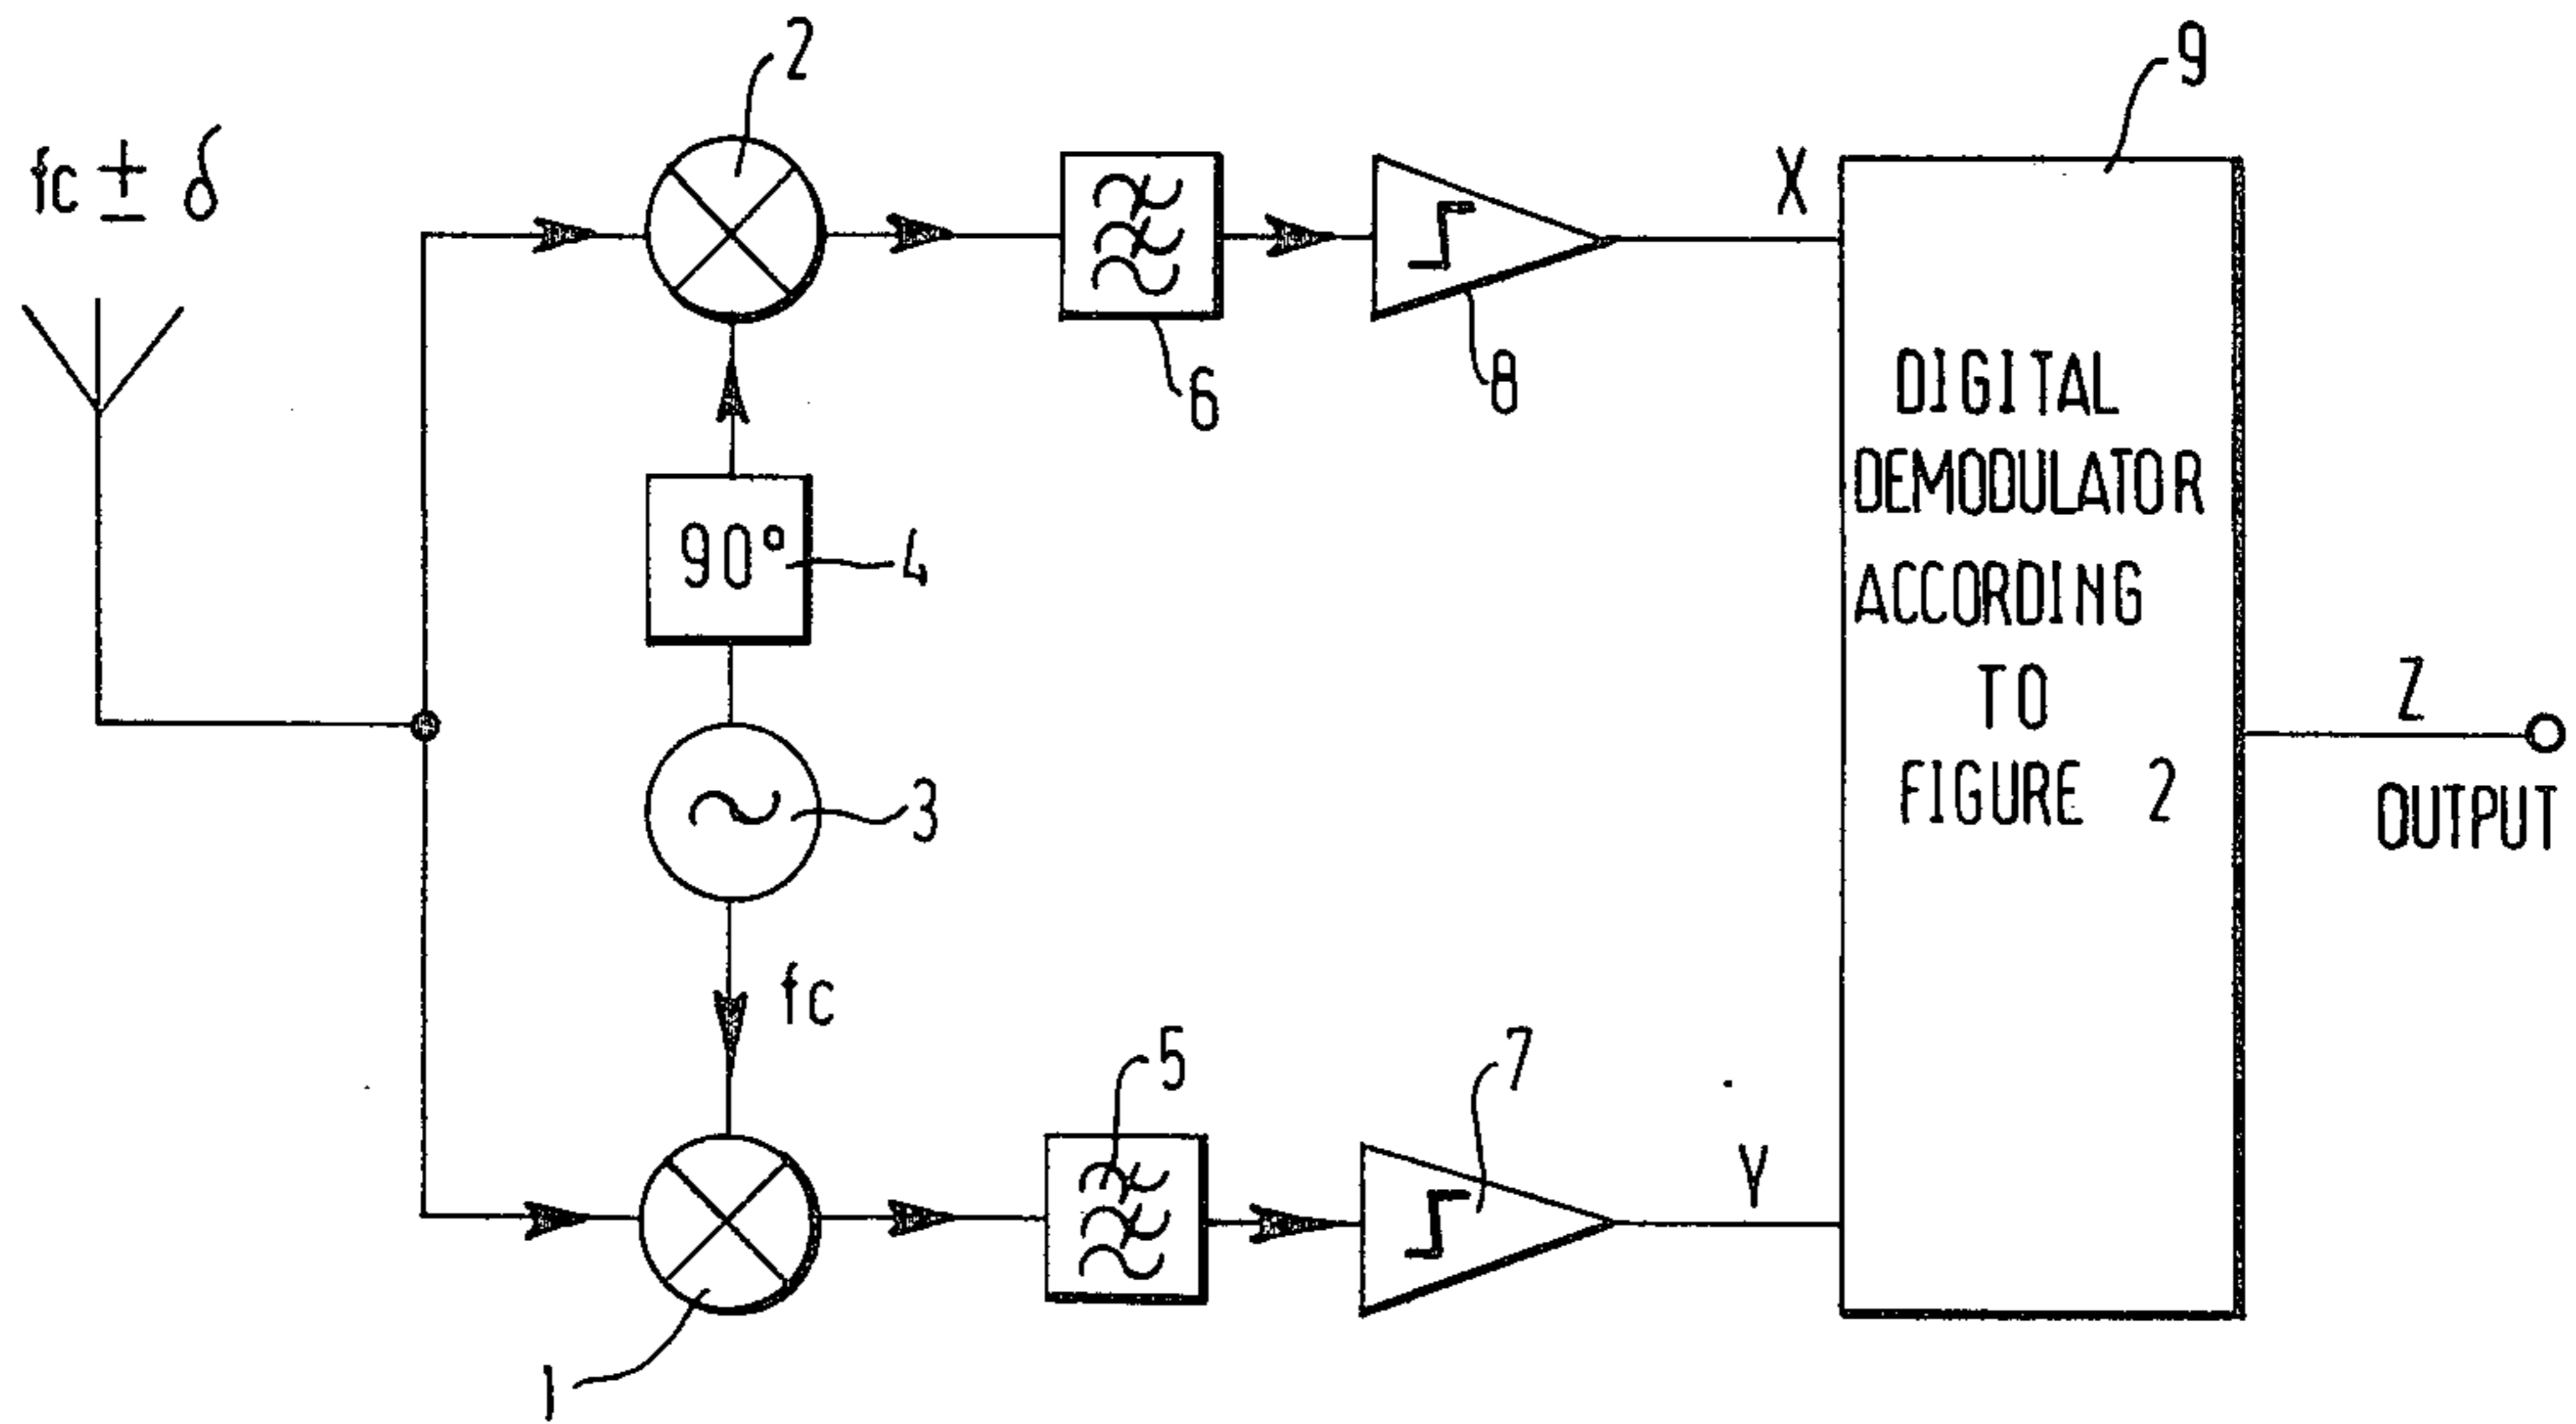 2
9
fc ± δ
X
6
8
90°
4
DIGITAL
DEMODULATOR
ACCORDING
TO
FIGURE 2
3
Z
OUTPUT
fc
5
7
Y
1